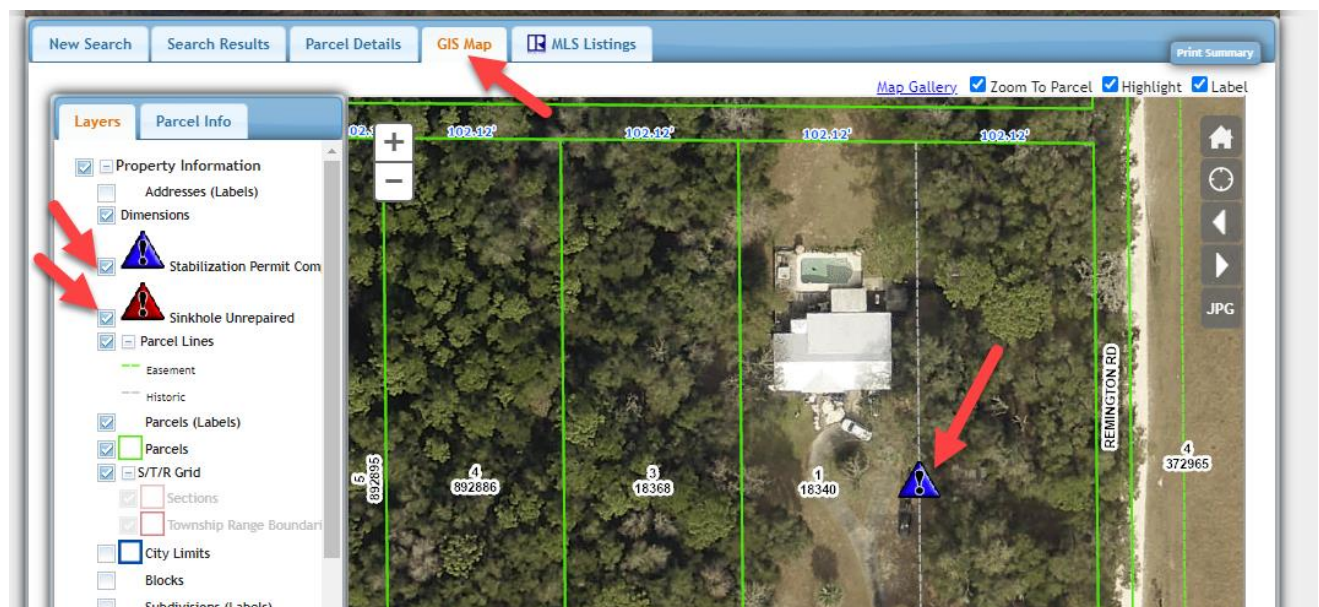 New Search Search Results Parcel Details GIS Map MLS Listings
Print Summary
Map Gallery Zoom To Parcel Highlight Label
Layers Parcel Info
Property Information
Addresses (Labels)
Dimensions
Stabilization Permit Com
Sinkhole Unrepaired
Parcel Lines
Easement
Historic
Parcels (Labels)
Parcels
S/T/R Grid
Sections
Township Range Boundari
City Limits
Blocks
Subdivisions (Labels)
102.12' 102.12' 102.12' 102.12'
+
−
JPG
REMINGTON RD
5
892895
4
892886
3
18368
1
18340
4
372965